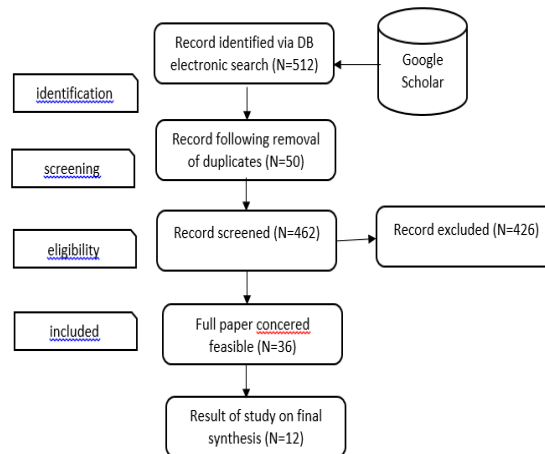 Record identified via DB
electronic search (N=512)
Google
Scholar
identification
Record following removal
of duplicates (N=50)
screening
Record screened (N=462)
Record excluded (N=426)
eligibility
Full paper concered
feasible (N=36)
included
Result of study on final
synthesis (N=12)